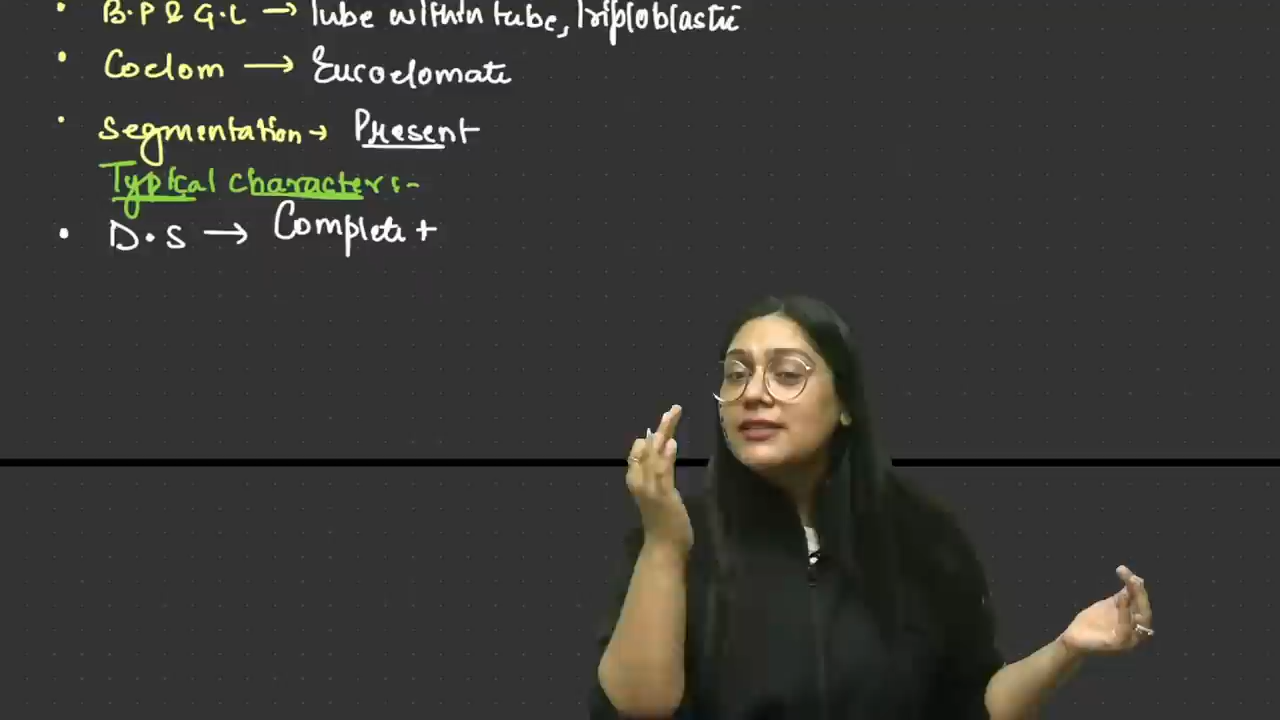 • B.P & G.L → Tube within tube, Triploblastic
• Coelom → Eucoelomate
• Segmentation → Present
Typical characters:-
• D.S → Complete +